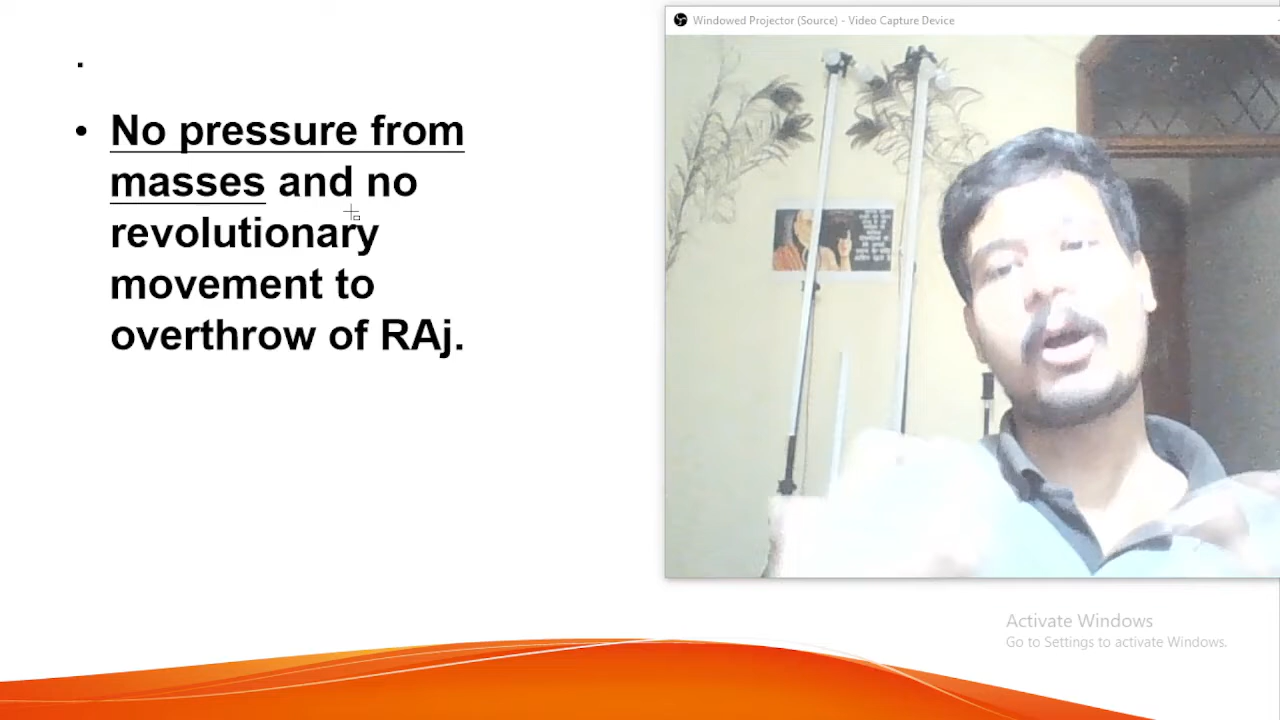 Windowed Projector (Source) - Video Capture Device
• No pressure from
masses and no
revolutionary
movement to
overthrow of RAj.
Activate Windows
Go to Settings to activate Windows.